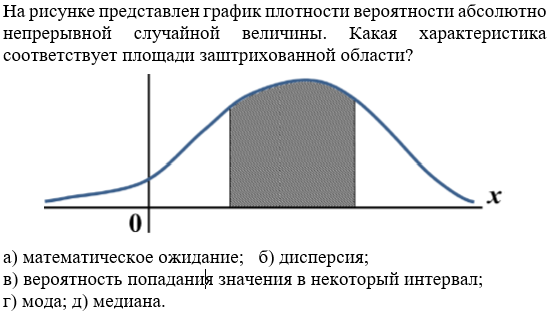 На рисунке представлен график плотности вероятности абсолютно
непрерывной случайной величины. Какая характеристика
соответствует площади заштрихованной области?
x
0
а) математическое ожидание; б) дисперсия;
в) вероятность попадания значения в некоторый интервал;
г) мода; д) медиана.